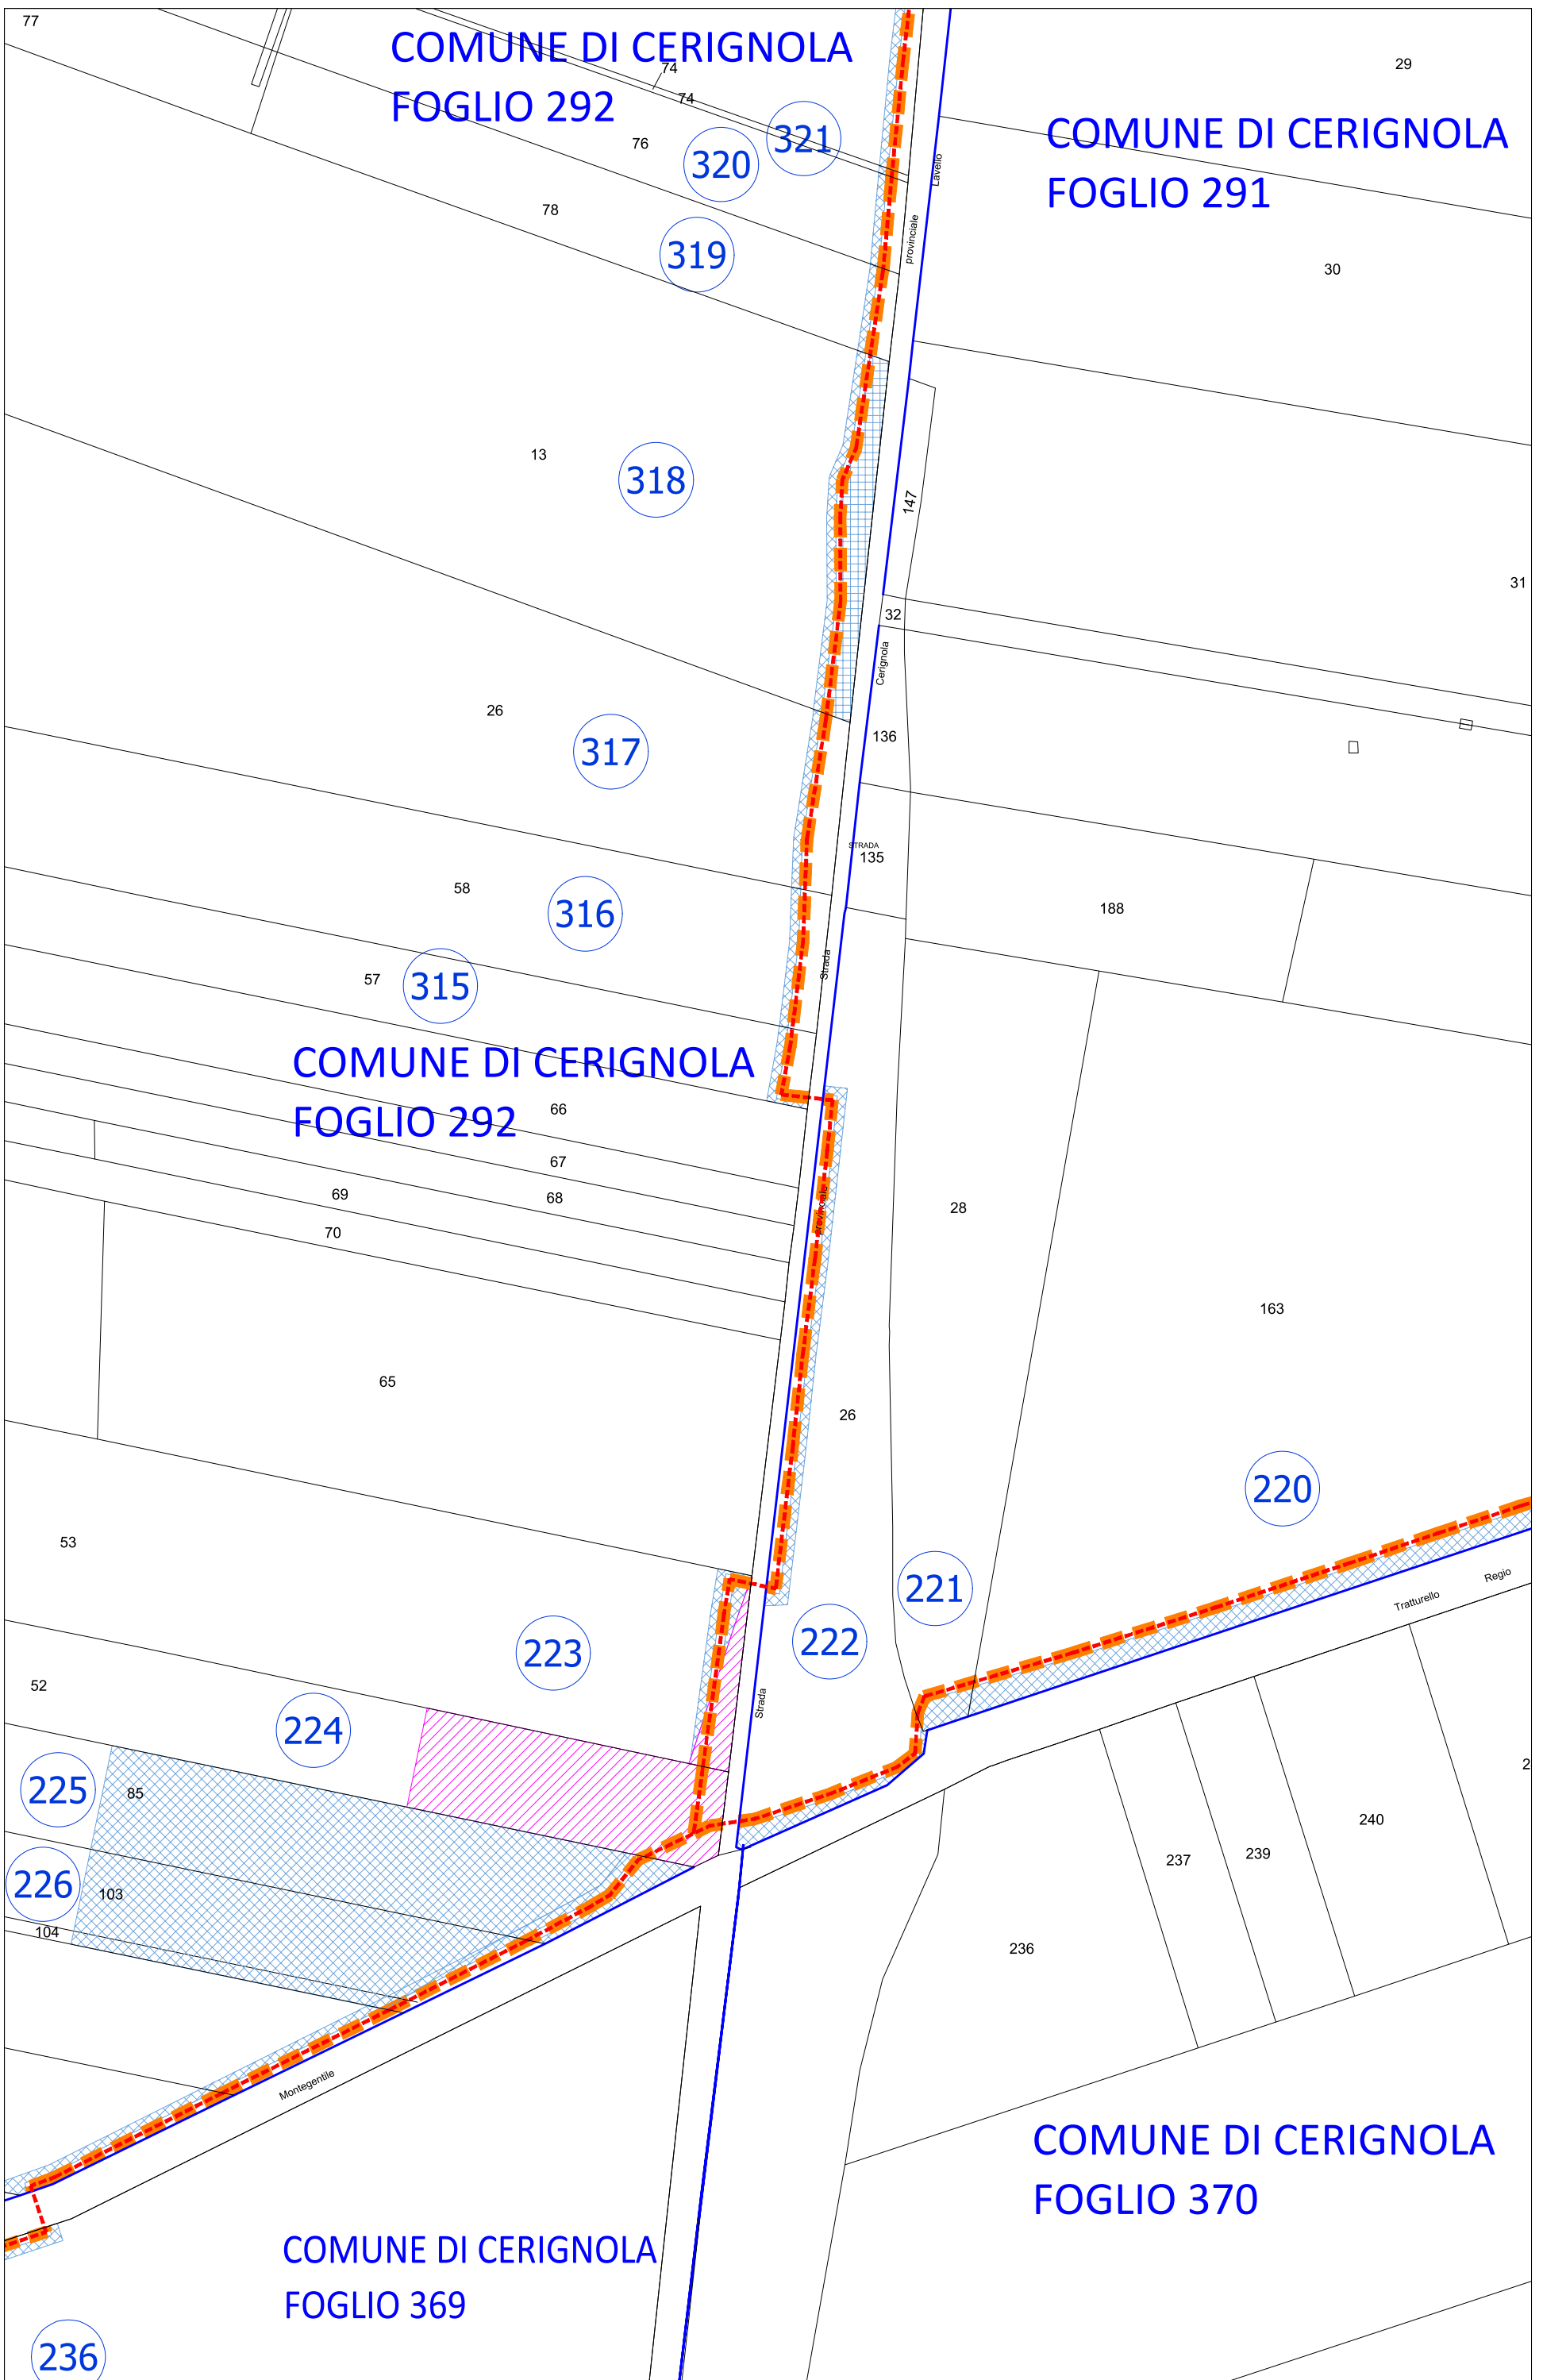 77
COMUNE DI CERIGNOLA
FOGLIO 292
74
74
76
320
321
29
COMUNE DI CERIGNOLA
FOGLIO 291
Lavello
provinciale
78
319
30
13
318
147
31
32
Cerignola
26
317
136
STRADA
135
58
316
188
57
315
Strada
COMUNE DI CERIGNOLA
FOGLIO 292
66
67
69
68
70
provinciale
28
163
65
26
220
53
221
223
222
Regio
Tratturello
52
224
Strada
225
85
2
240
239
237
226
103
104
236
Montegentile
COMUNE DI CERIGNOLA
FOGLIO 370
COMUNE DI CERIGNOLA
FOGLIO 369
236